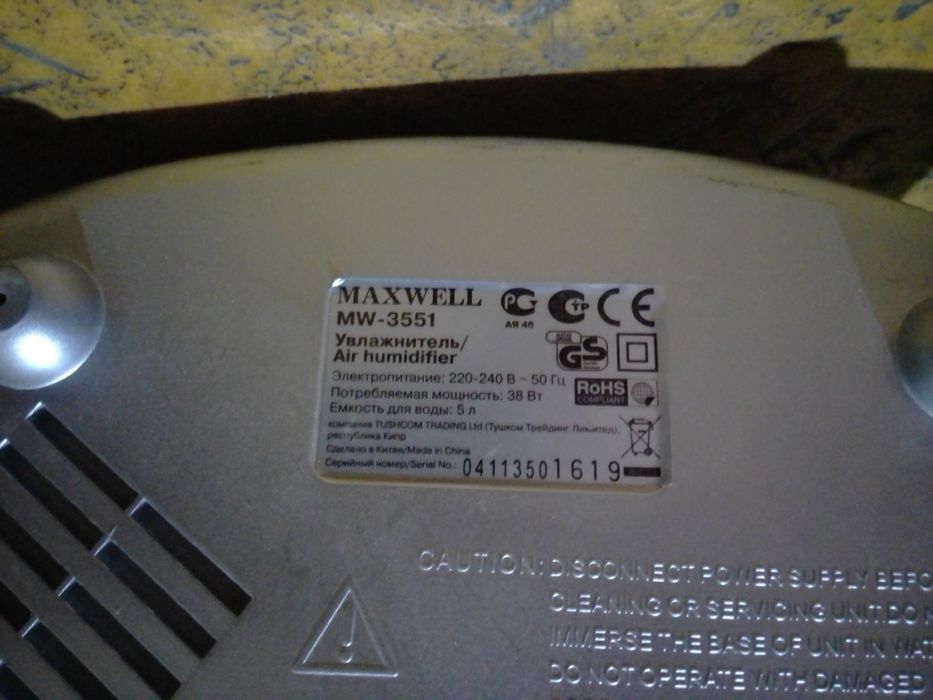 MAXWELL
MW-3551
АЯ 46
Увлажнитель/
Air humidifier
SGS
GS
Электропитание: 220-240 В ~ 50 Гц
Потребляемая мощность: 38 Вт
Емкость для воды: 5 л
RoHS
COMPLIANT
компания TUSHCOM TRADING Ltd (Тушком Трейдинг Лимитед),
республика Кипр
Сделано в Китае/Made in China
Серийный номер/Serial No.: 04113501619
CAUTION: DISCONNECT POWER SUPPLY BEFO
CLEANING OR SERVICING UNIT.DO N
IMMERSE THE BASE OF UNIT IN WAT
DO NOT OPERATE WITH DAMAGED